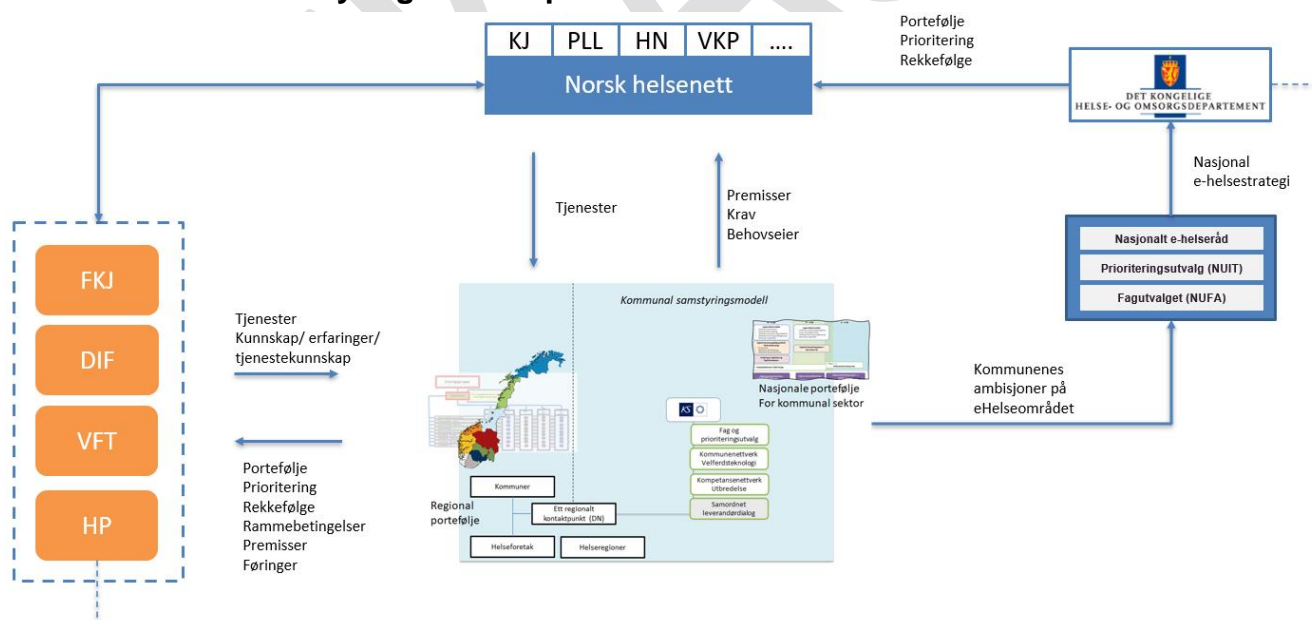 KJ PLL HN VKP ....
Norsk helsenett
Portefølje
Prioritering
Rekkefølge
DET KONGELIGE
HELSE- OG OMSORGSDEPARTEMENT
Nasjonal
e-helsestrategi
Tjenester
Premisser
Krav
Behovseier
Nasjonalt e-helseråd
Prioriteringsutvalg (NUIT)
Fagutvalget (NUFA)
FKJ
DIF
VFT
HP
Tjenester
Kunnskap/ erfaringer/
tjenestekunnskap
Portefølje
Prioritering
Rekkefølge
Rammebetingelser
Premisser
Føringer
Kommunal samstyringsmodell
Nasjonale portefølje
For kommunal sektor
KS
Fag og
prioriteringsutvalg
Kommunenettverk
Velferdsteknologi
Kompetansenettverk
Utbredelse
Samordnet
leverandørdialog
Regional
portefølje
Kommuner
Ett regionalt
kontaktpunkt (DN)
Helseforetak
Helseregioner
Kommunenes
ambisjoner på
eHelseområdet